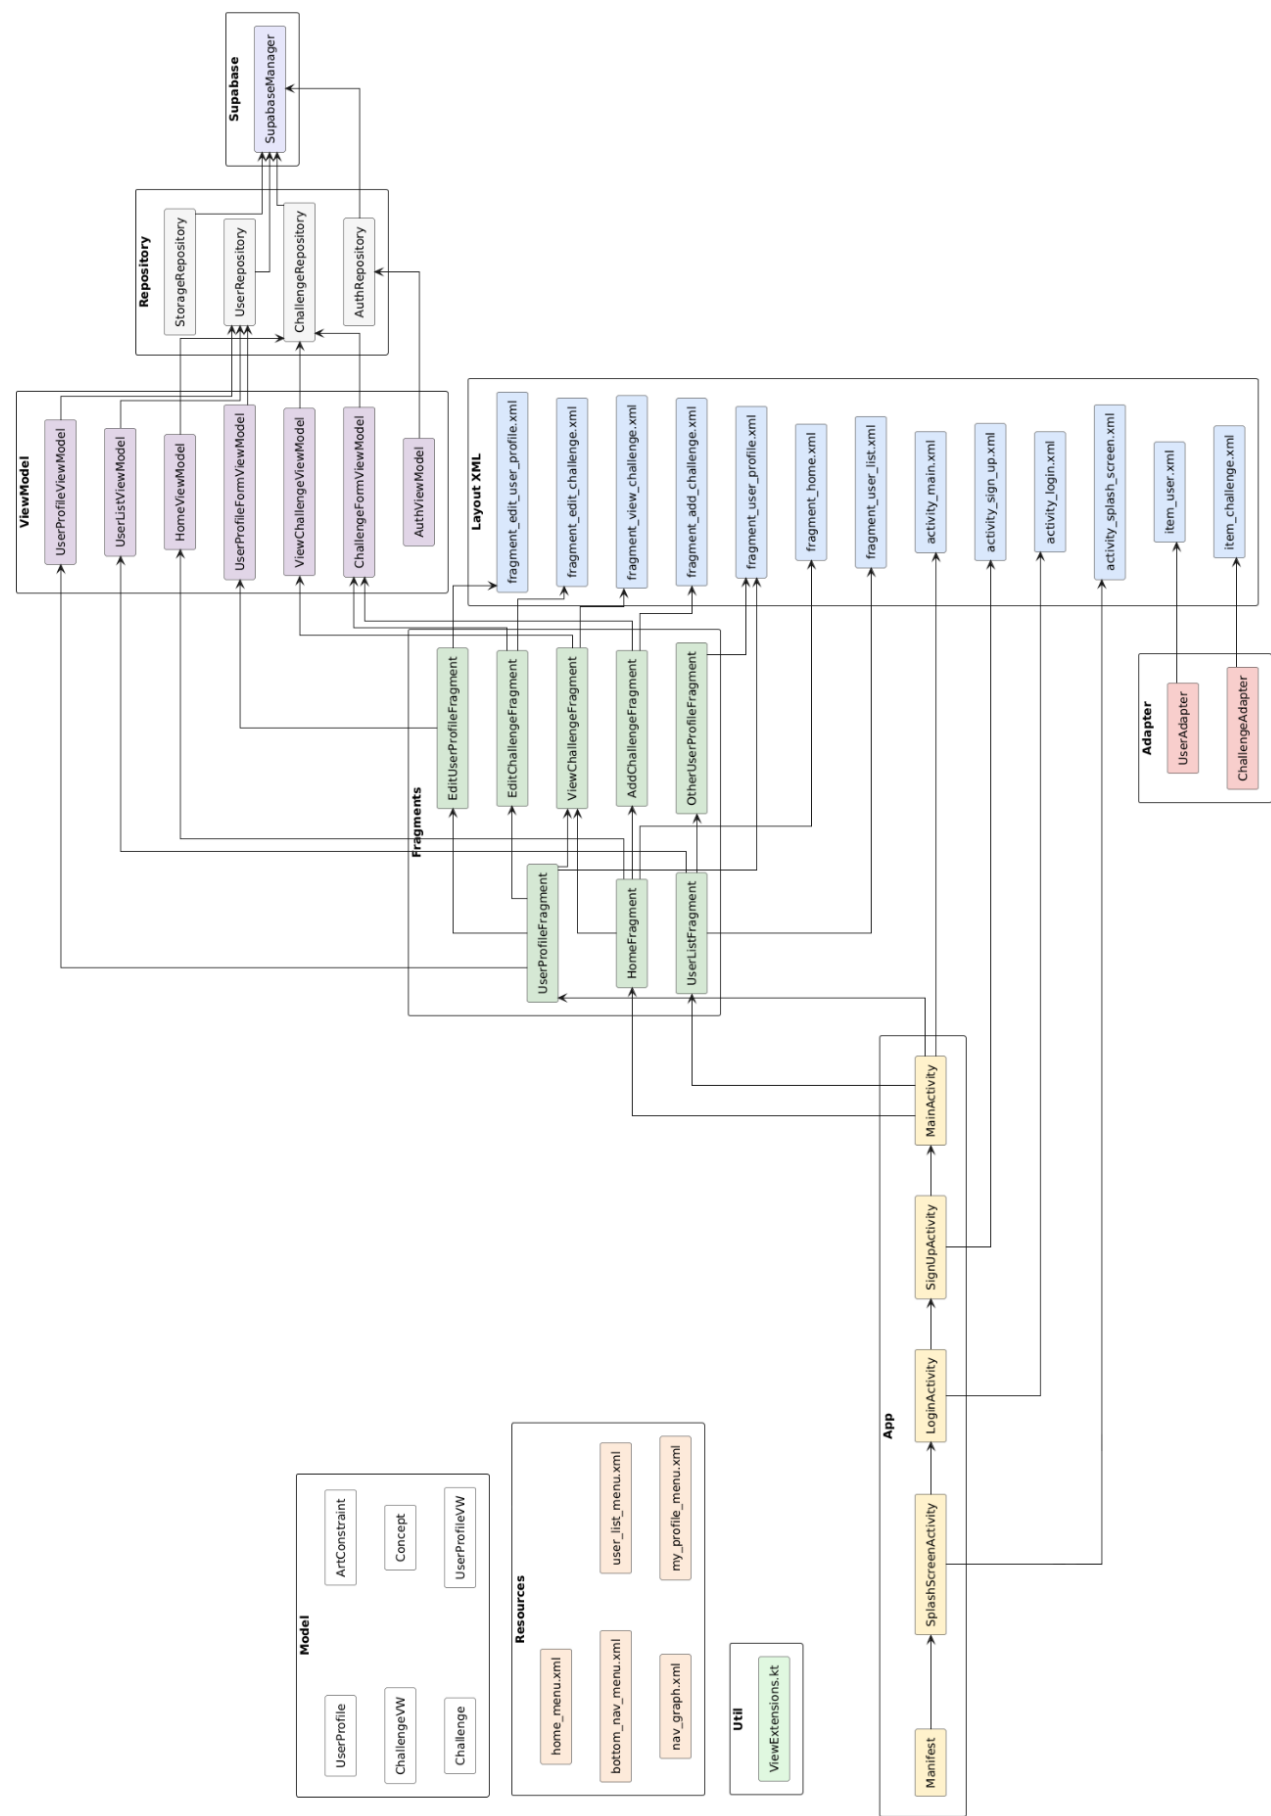 Supabase
SupabaseManager
Repository
StorageRepository
UserRepository
ChallengeRepository
AuthRepository
ViewModel
UserProfileViewModel
UserListViewModel
HomeViewModel
UserProfileFormViewModel
ViewChallengeViewModel
ChallengeFormViewModel
AuthViewModel
Layout XML
fragment_edit_user_profile.xml
fragment_edit_challenge.xml
fragment_view_challenge.xml
fragment_add_challenge.xml
fragment_user_profile.xml
fragment_home.xml
fragment_user_list.xml
activity_main.xml
activity_sign_up.xml
activity_login.xml
activity_splash_screen.xml
item_user.xml
item_challenge.xml
Fragments
EditUserProfileFragment
EditChallengeFragment
ViewChallengeFragment
AddChallengeFragment
OtherUserProfileFragment
UserProfileFragment
HomeFragment
UserListFragment
Adapter
UserAdapter
ChallengeAdapter
App
MainActivity
SignUpActivity
LoginActivity
SplashScreenActivity
Manifest
Model
ArtConstraint
Concept
UserProfileVW
UserProfile
ChallengeVW
Challenge
Resources
user_list_menu.xml
my_profile_menu.xml
home_menu.xml
bottom_nav_menu.xml
nav_graph.xml
Util
ViewExtensions.kt